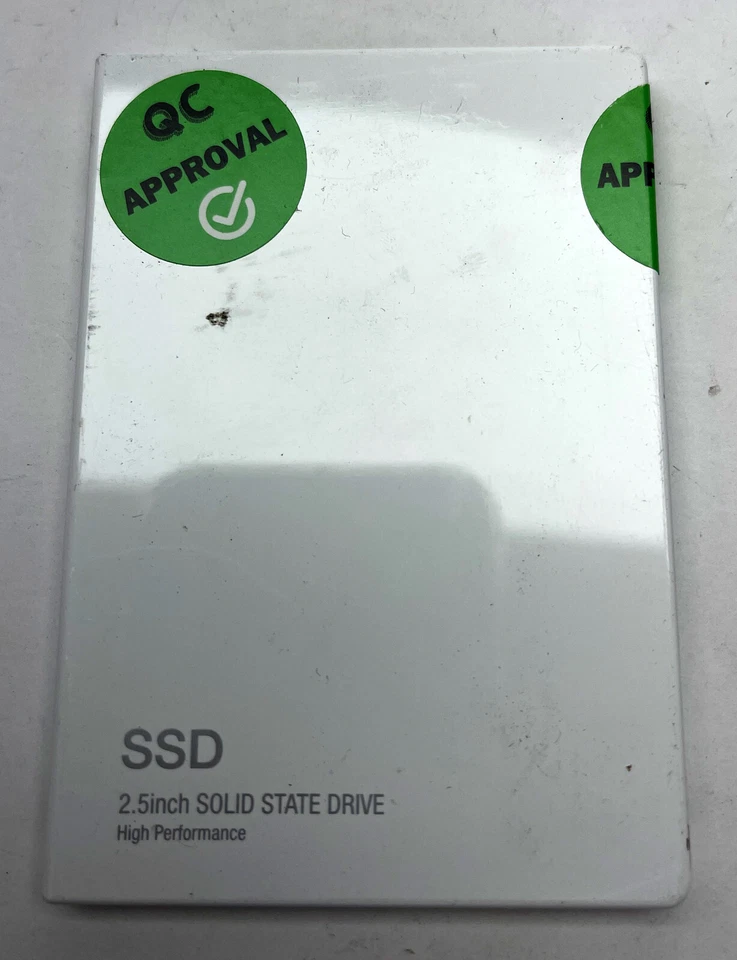 QC
APPROVAL
APP
SSD
2.5inch SOLID STATE DRIVE
High Performance